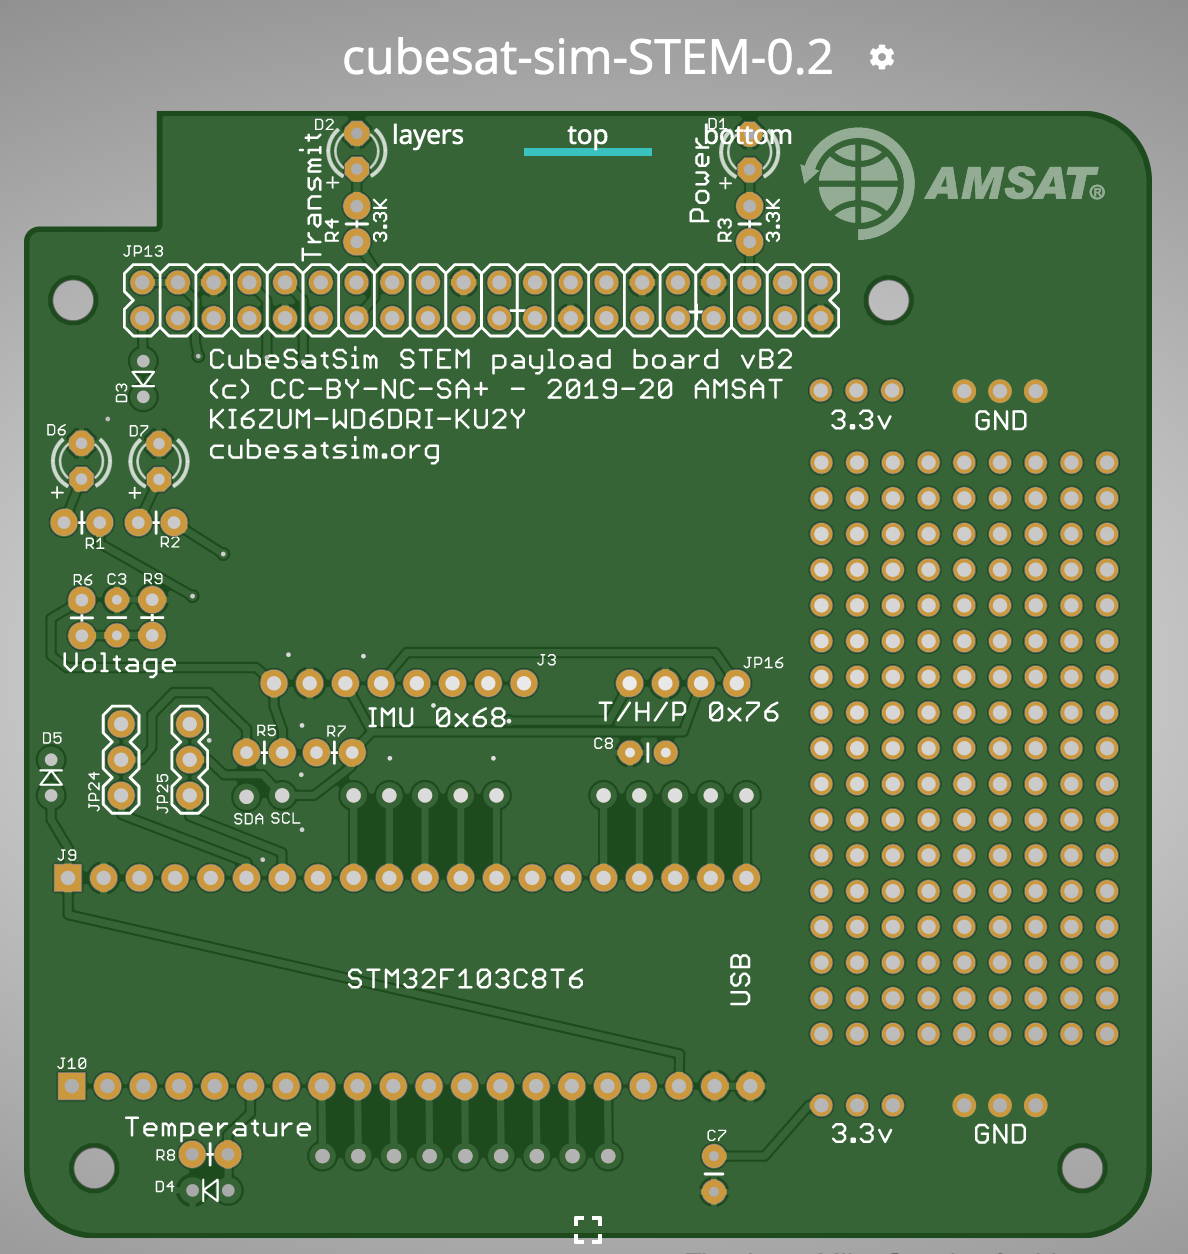 cubesat-sim-STEM-0.2
layers top bottom
D2
D1
Transmit
R4
3.3K
Power
R3
3.3K
AMSAT®
JP13
CubeSatSim STEM payload board vB2
(c) CC-BY-NC-SA+ - 2019-20 AMSAT
KI6ZUM-WD6DRI-KU2Y
cubesatsim.org
D3
3.3v
GND
D6
D7
R1
R2
R6 C3 R9
Voltage
J3
JP16
IMU 0x68
T/H/P 0x76
R5
R7
C8
D5
JP24
JP25
SDA SCL
J9
STM32F103C8T6
USB
J10
Temperature
R8
D4
C7
3.3v
GND